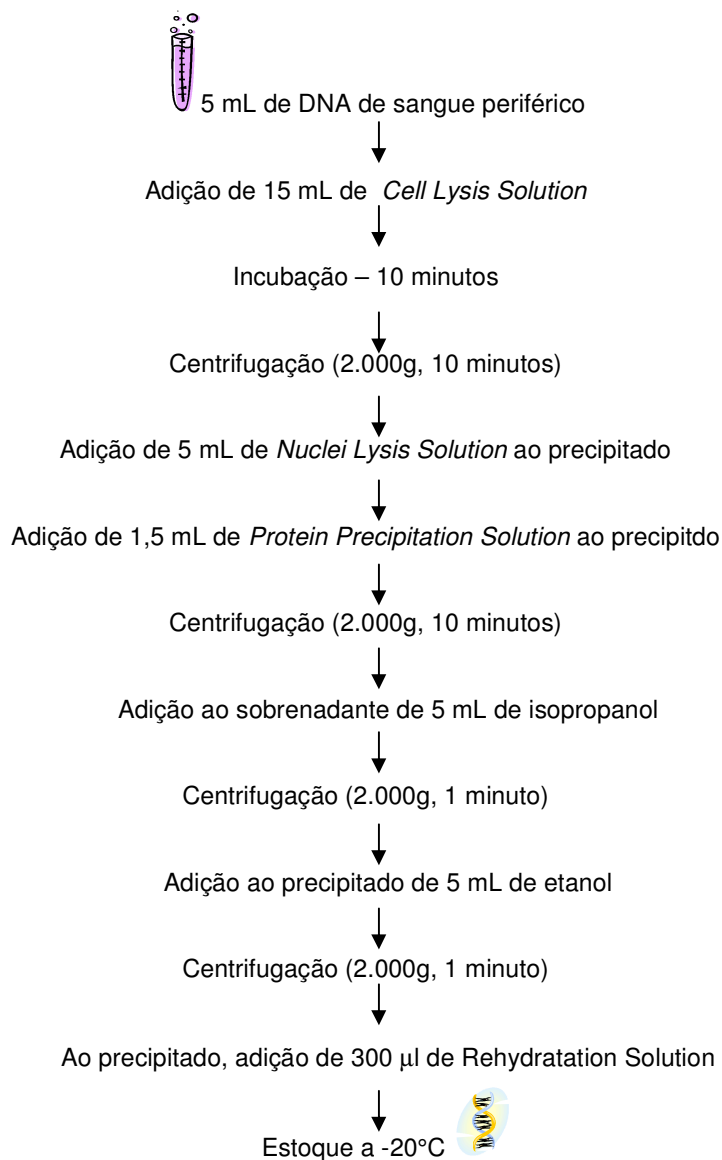 5 mL de DNA de sangue periférico
Adição de 15 mL de Cell Lysis Solution
Incubação – 10 minutos
Centrifugação (2.000g, 10 minutos)
Adição de 5 mL de Nuclei Lysis Solution ao precipitado
Adição de 1,5 mL de Protein Precipitation Solution ao precipitdo
Centrifugação (2.000g, 10 minutos)
Adição ao sobrenadante de 5 mL de isopropanol
Centrifugação (2.000g, 1 minuto)
Adição ao precipitado de 5 mL de etanol
Centrifugação (2.000g, 1 minuto)
Ao precipitado, adição de 300 µl de Rehydratation Solution
Estoque a -20°C